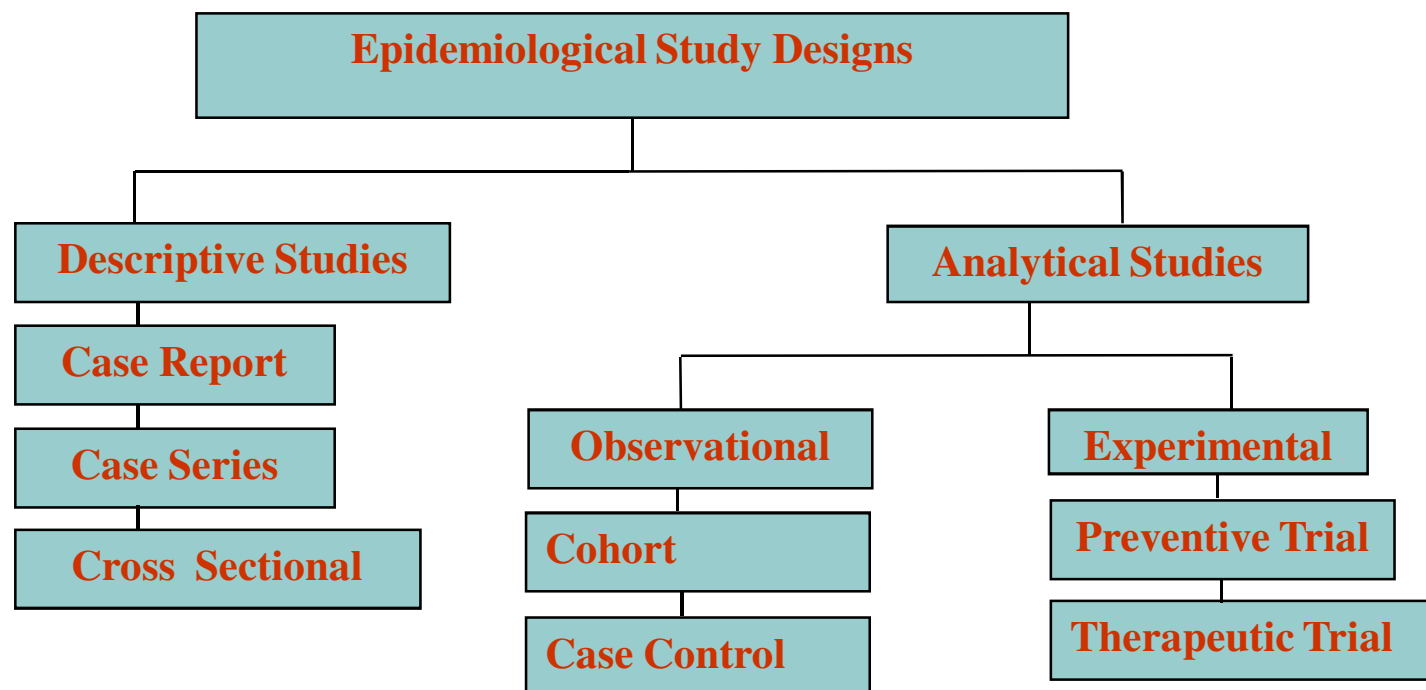 Epidemiological Study Designs
Descriptive Studies
Analytical Studies
Case Report
Case Series
Cross Sectional
Observational
Cohort
Case Control
Experimental
Preventive Trial
Therapeutic Trial